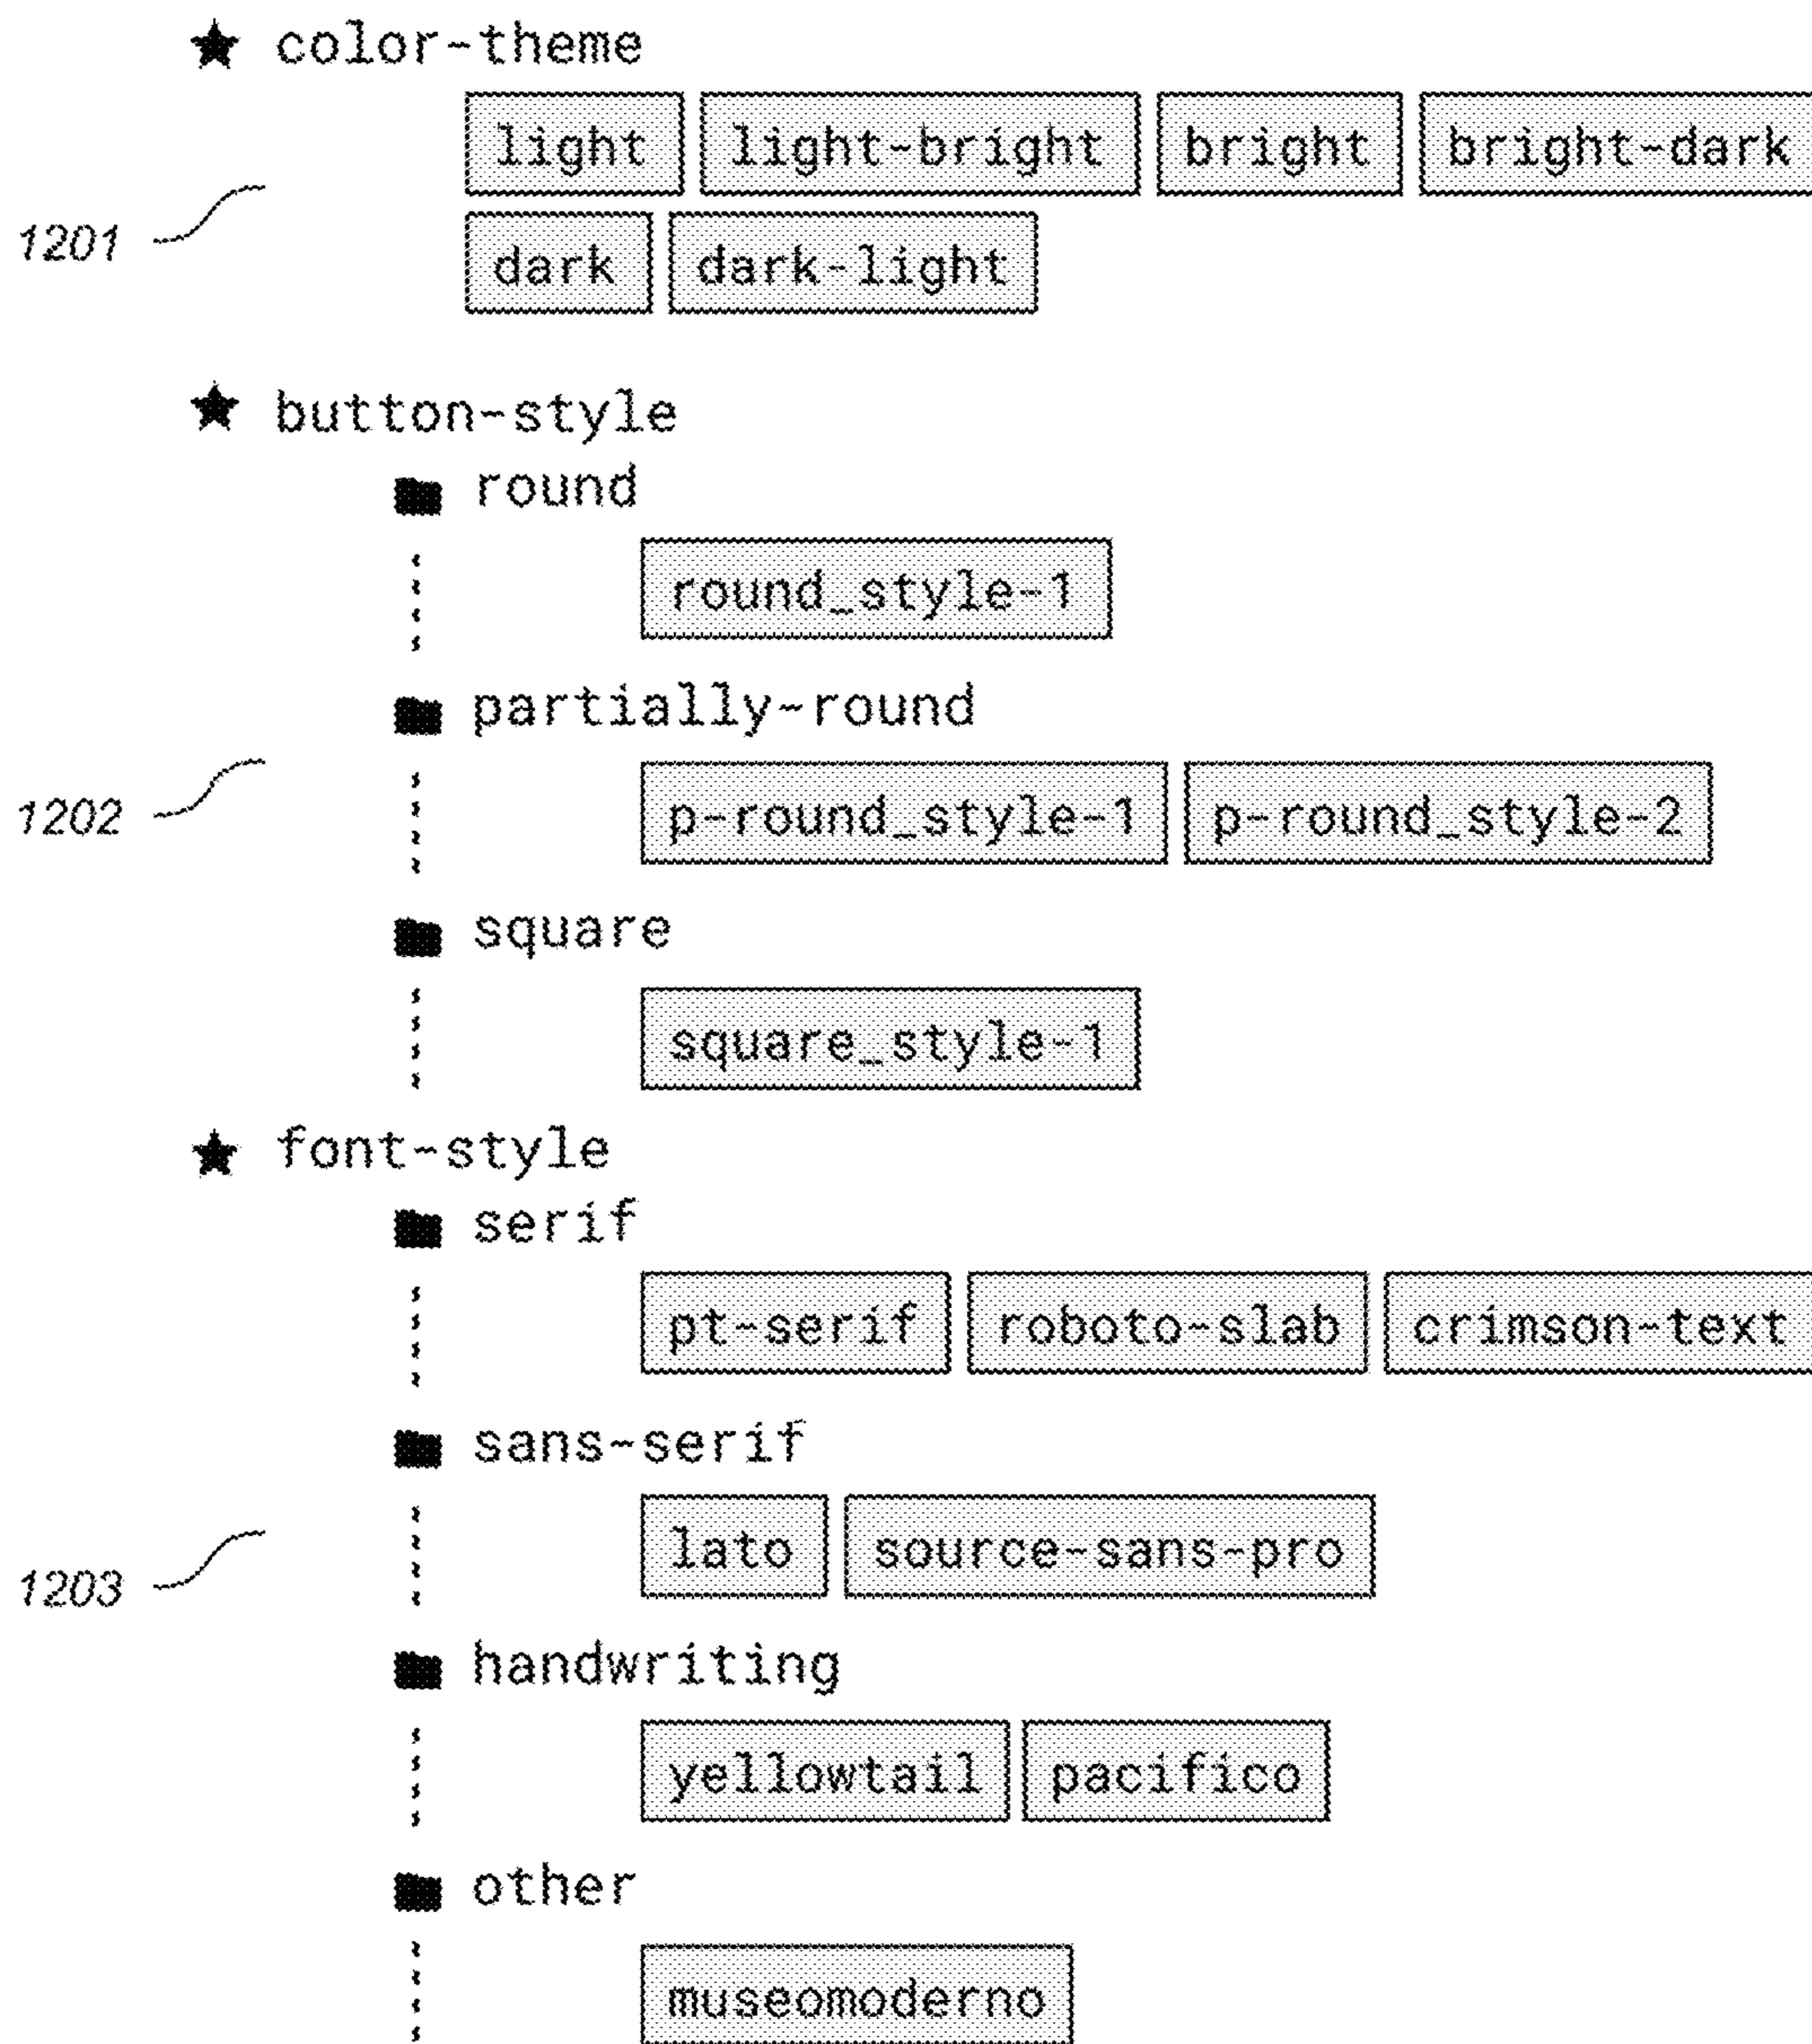 color-theme
light light-bright bright bright-dark
1201
dark dark-light
button-style
round
round_style-1
partially-round
1202 p-round_style-1 p-round_style-2
square
square_style-1
font-style
serif
pt-serif roboto-slab crimson-text
sans-serif
lato source-sans-pro
1203
handwriting
yellowtail pacifico
other
museomoderno